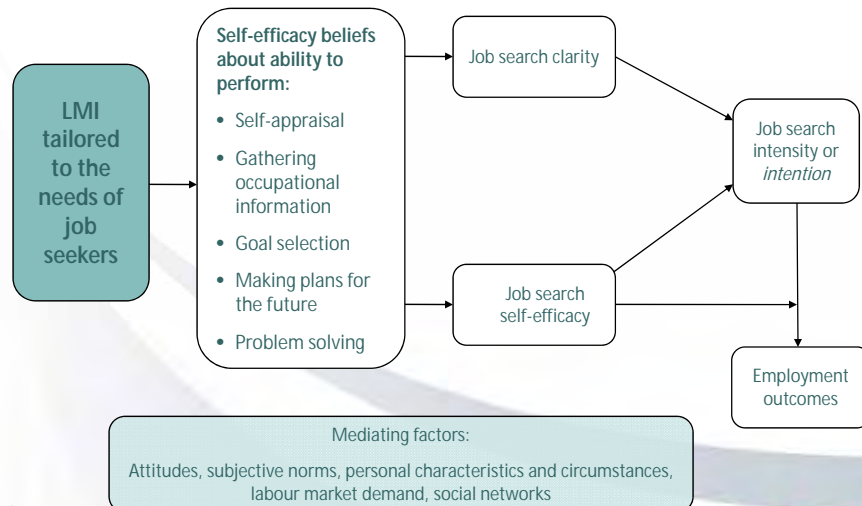 LMI
tailored
to the
needs of
job
seekers
Self-efficacy beliefs
about ability to
perform:
• Self-appraisal
• Gathering
occupational
information
• Goal selection
• Making plans for
the future
• Problem solving
Job search clarity
Job search
self-efficacy
Job search
intensity or
intention
Employment
outcomes
Mediating factors:
Attitudes, subjective norms, personal characteristics and circumstances,
labour market demand, social networks